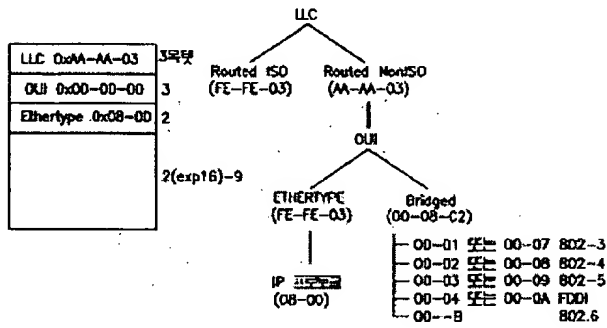 LLC 0xAA-AA-03 3옥텟
OUI 0x00-00-00 3
Ethertype 0x08-00 2
2(exp16)-9
LLC
Routed ISO
(FE-FE-03)
Routed NonISO
(AA-AA-03)
OUI
ETHERTYPE
(FE-FE-03)
Bridged
(00-08-C2)
IP 프로토콜
(08-00)
00-01 또는 00-07 802-3
00-02 또는 00-08 802-4
00-03 또는 00-09 802-5
00-04 또는 00-0A FDDI
00--B 802.6